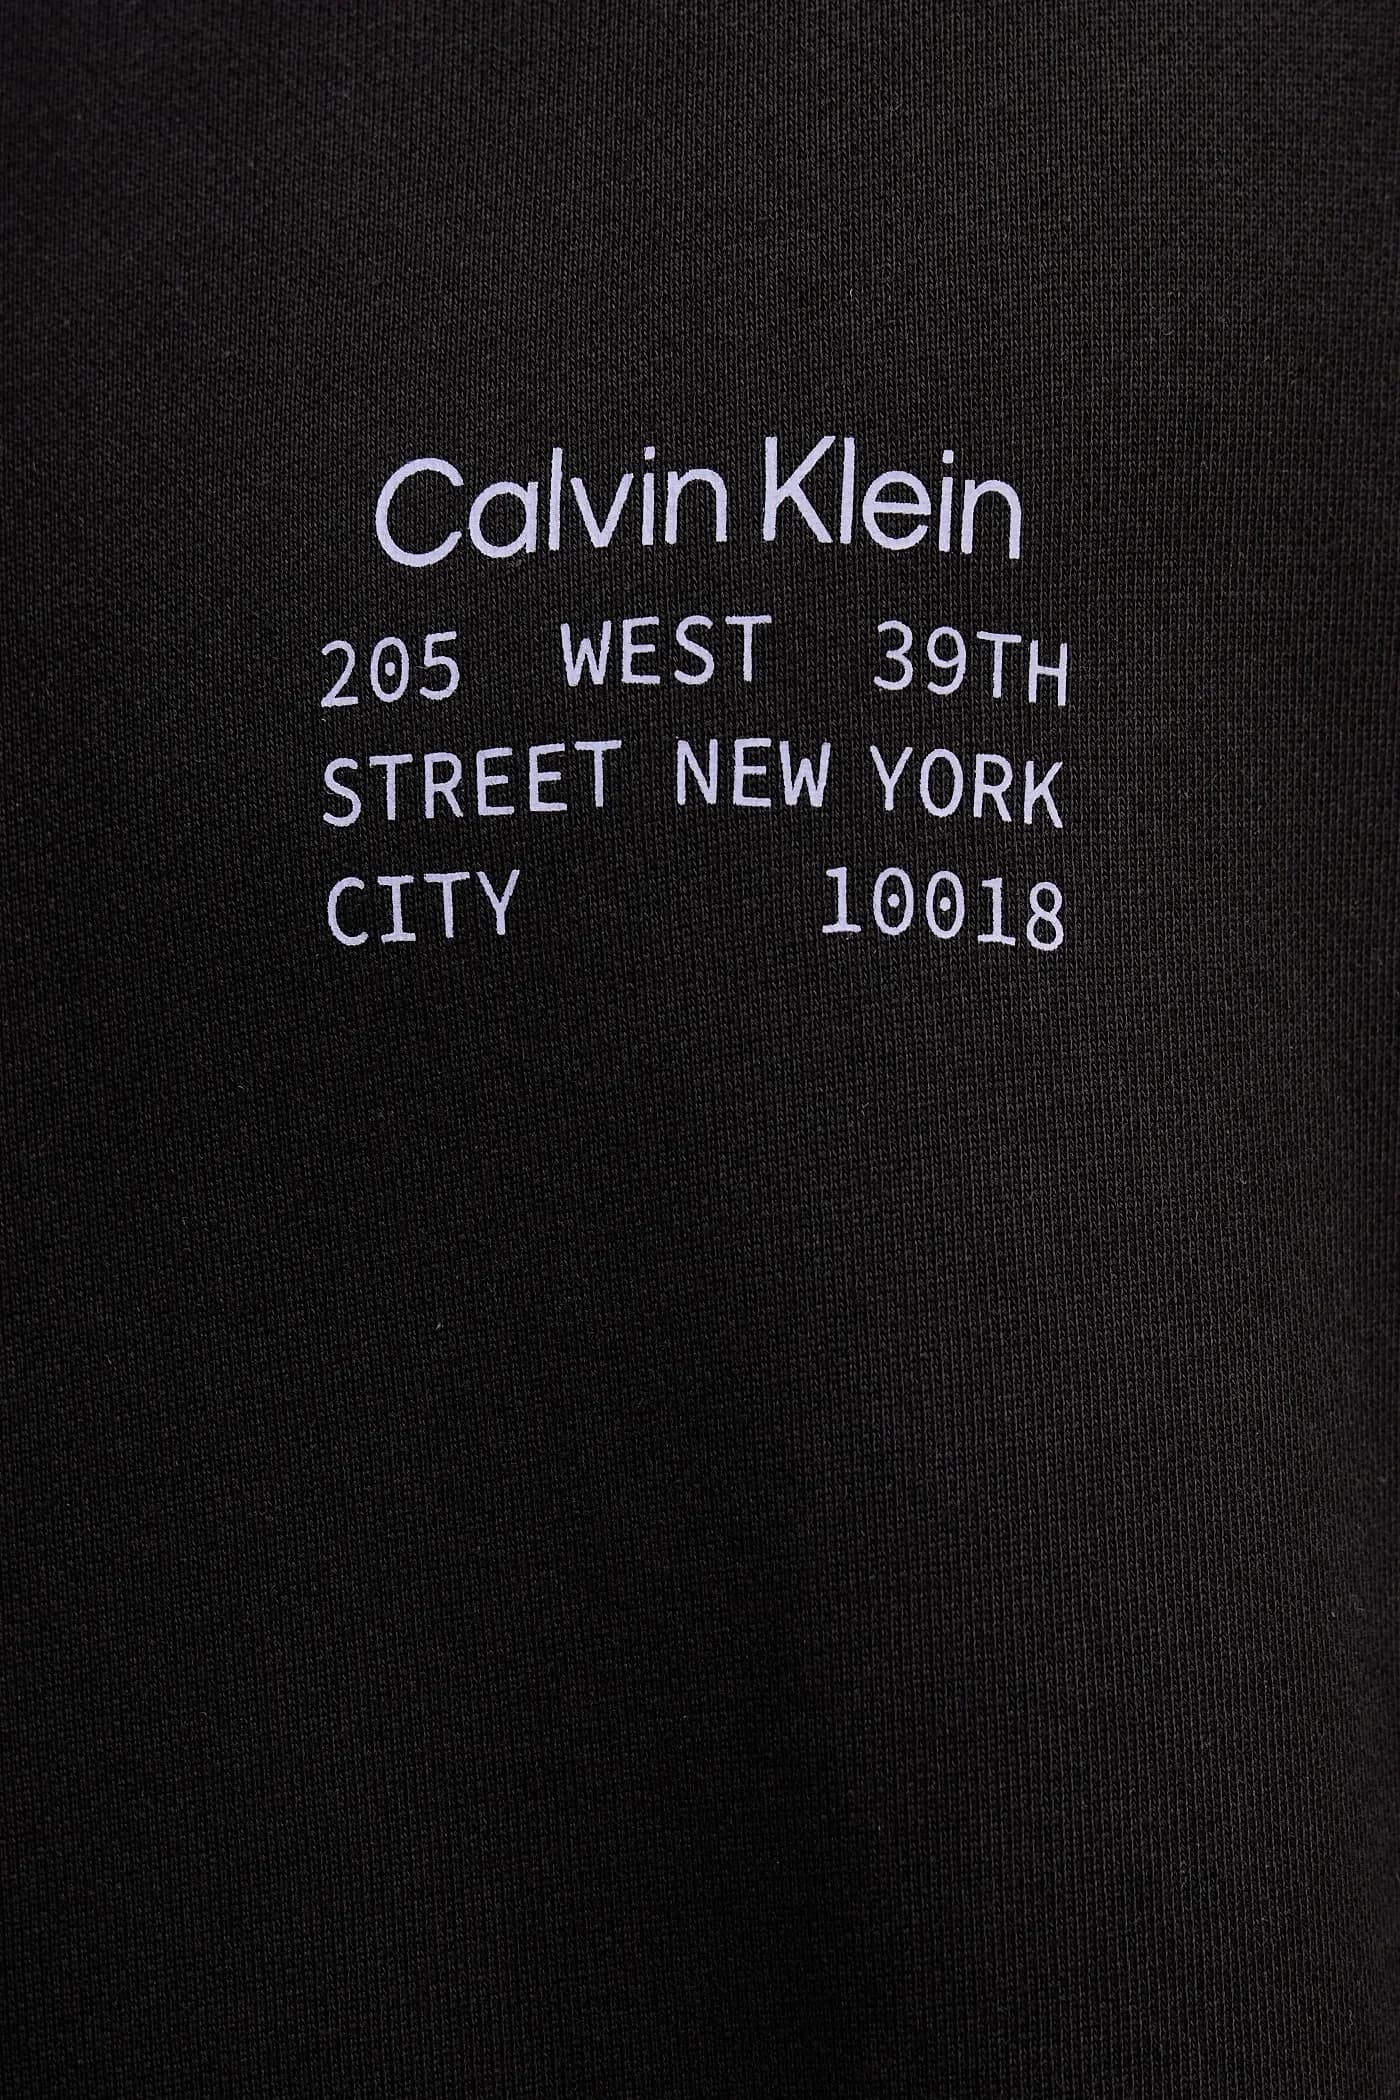 Calvin Klein
205 WEST 39TH
STREET NEW YORK
CITY 10018